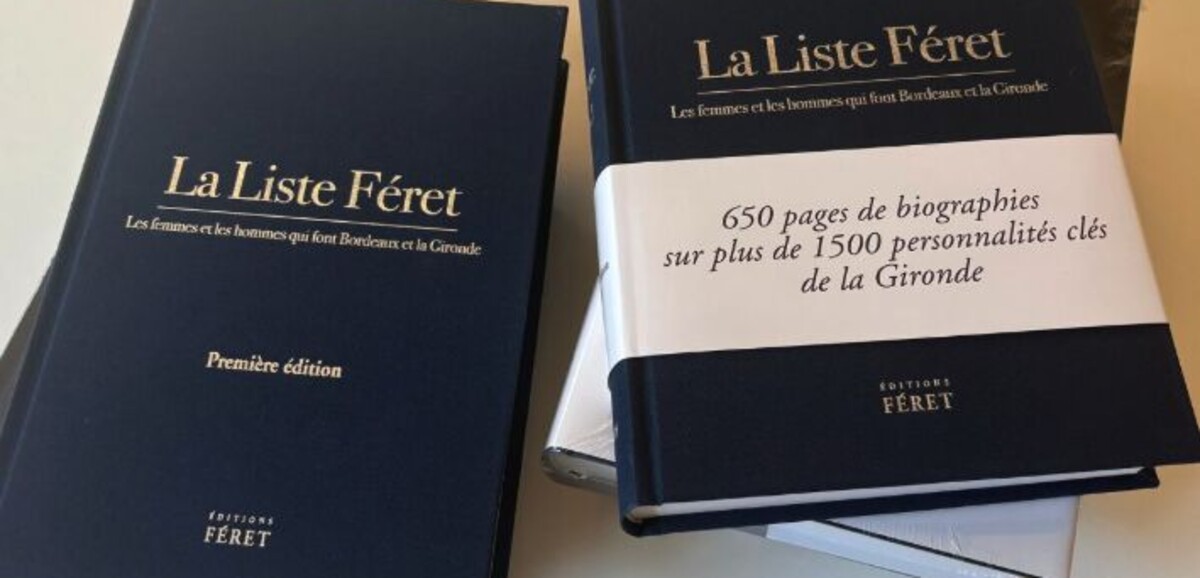 La Liste Féret
Les femmes et les hommes qui font Bordeaux et la Gironde
Première édition
ÉDITIONS
FÉRET
La Liste Féret
Les femmes et les hommes qui font Bordeaux et la Gironde
650 pages de biographies
sur plus de 1500 personnalités clés
de la Gironde
ÉDITIONS
FÉRET